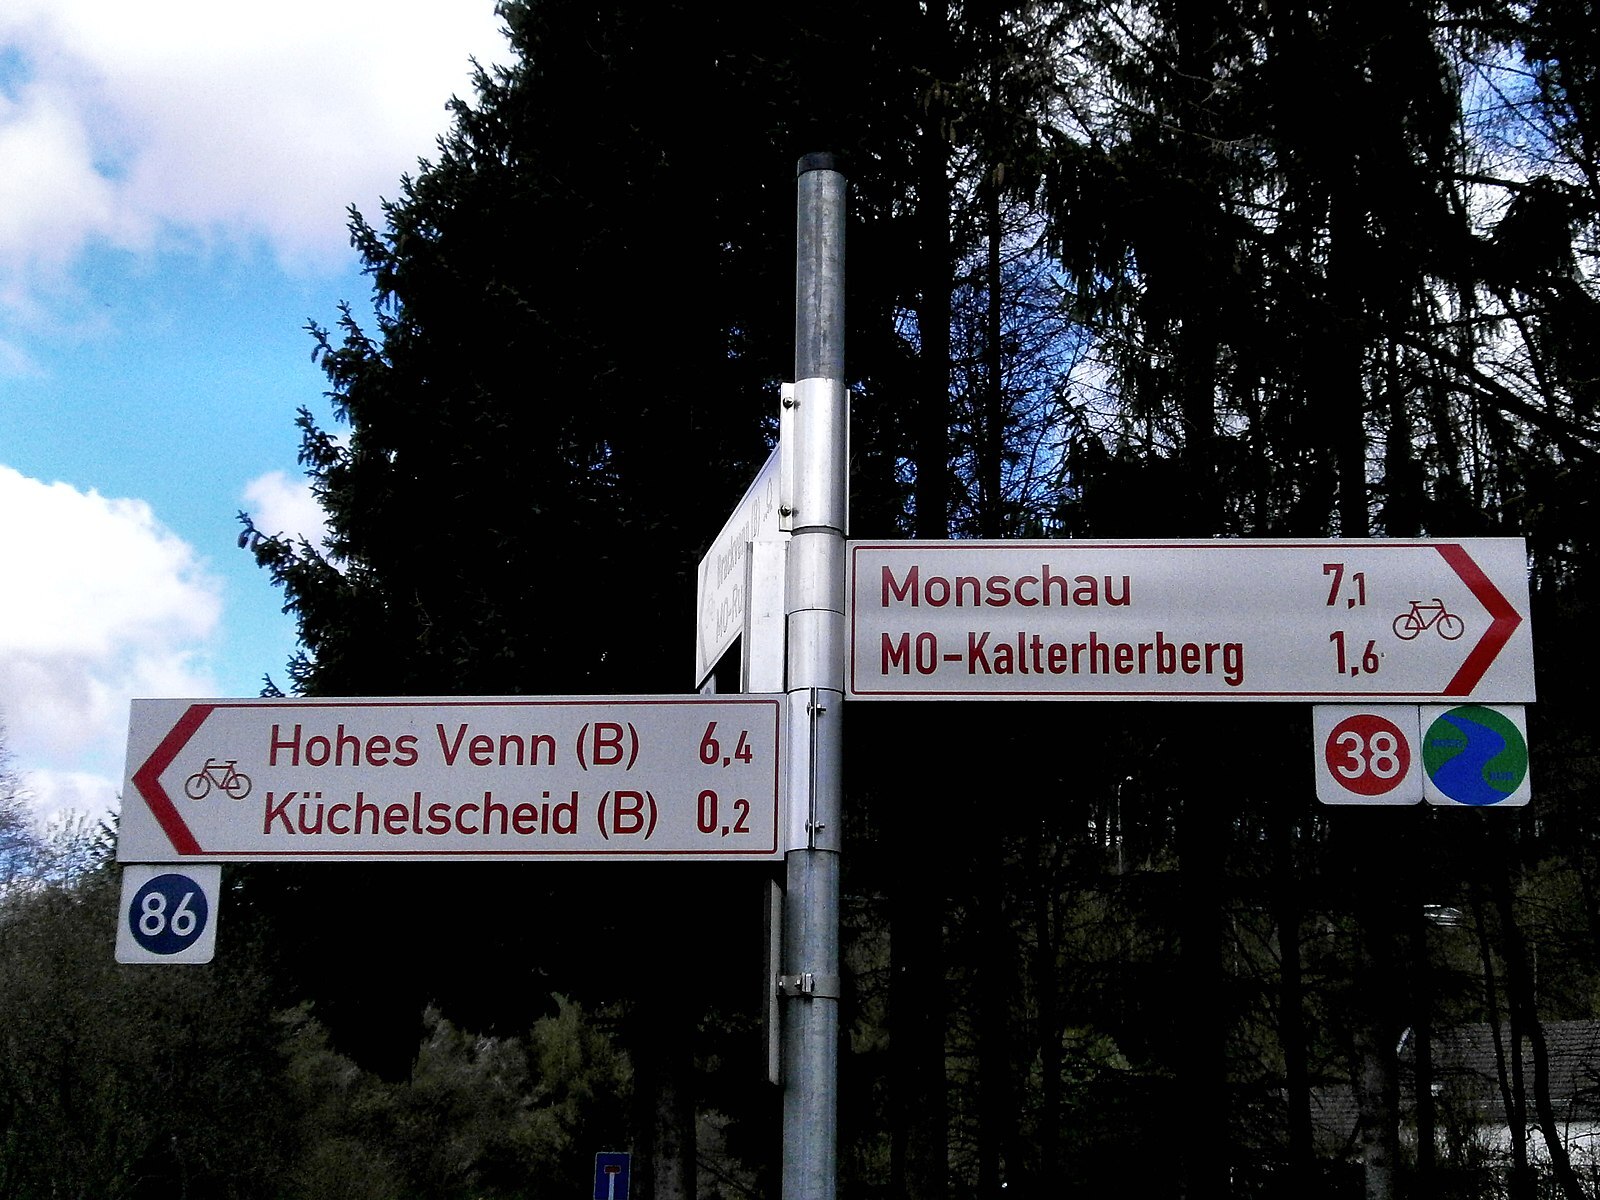 Hohes Venn (B) 6,4
Küchelscheid (B) 0,2
86
Monschau 7,1
MO-Kalterherberg 1,6
38